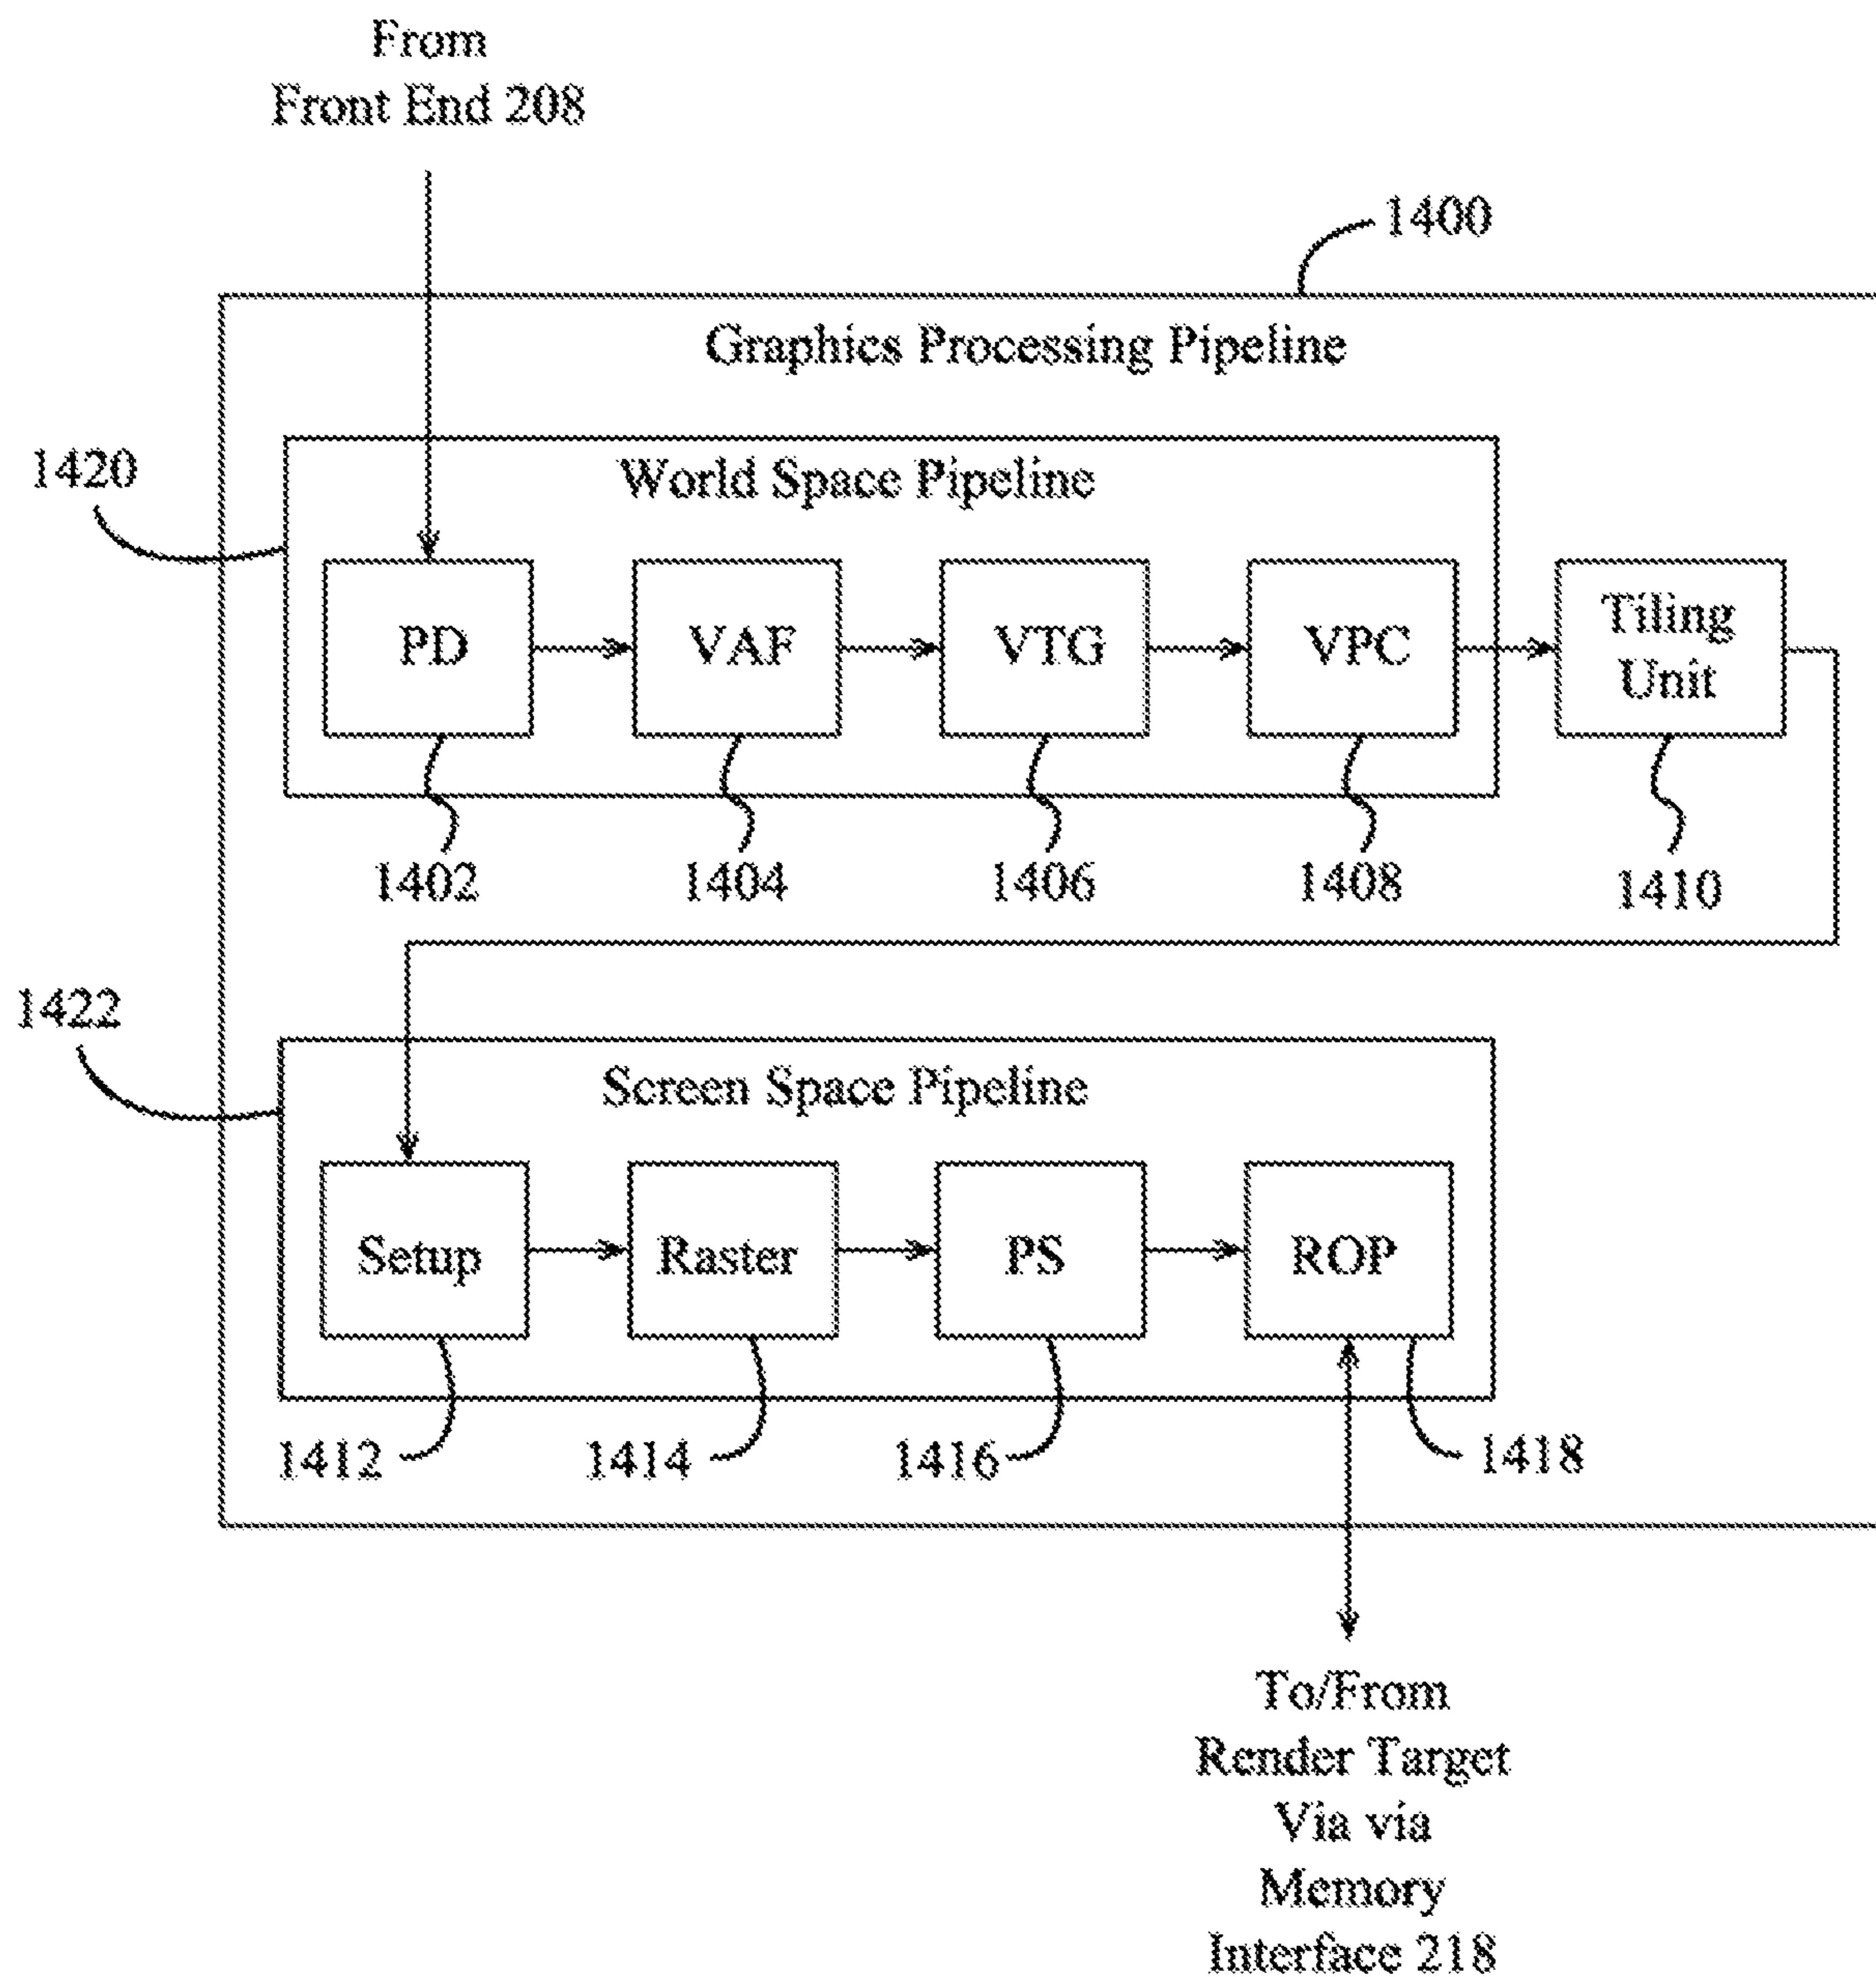 From
Front End 208
1400
Graphics Processing Pipeline
1420
World Space Pipeline
PD
VAF
VTG
VPC
Tiling
Unit
1402
1404
1406
1408
1410
1422
Screen Space Pipeline
Setup
Raster
PS
ROP
1412
1414
1416
1418
To/From
Render Target
Via via
Memory
Interface 218